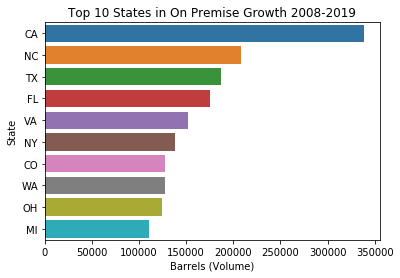 Top 10 States in On Premise Growth 2008-2019
CA
NC
TX
FL
VA
NY
CO
WA
OH
MI
State
0 50000 100000 150000 200000 250000 300000 350000
Barrels (Volume)